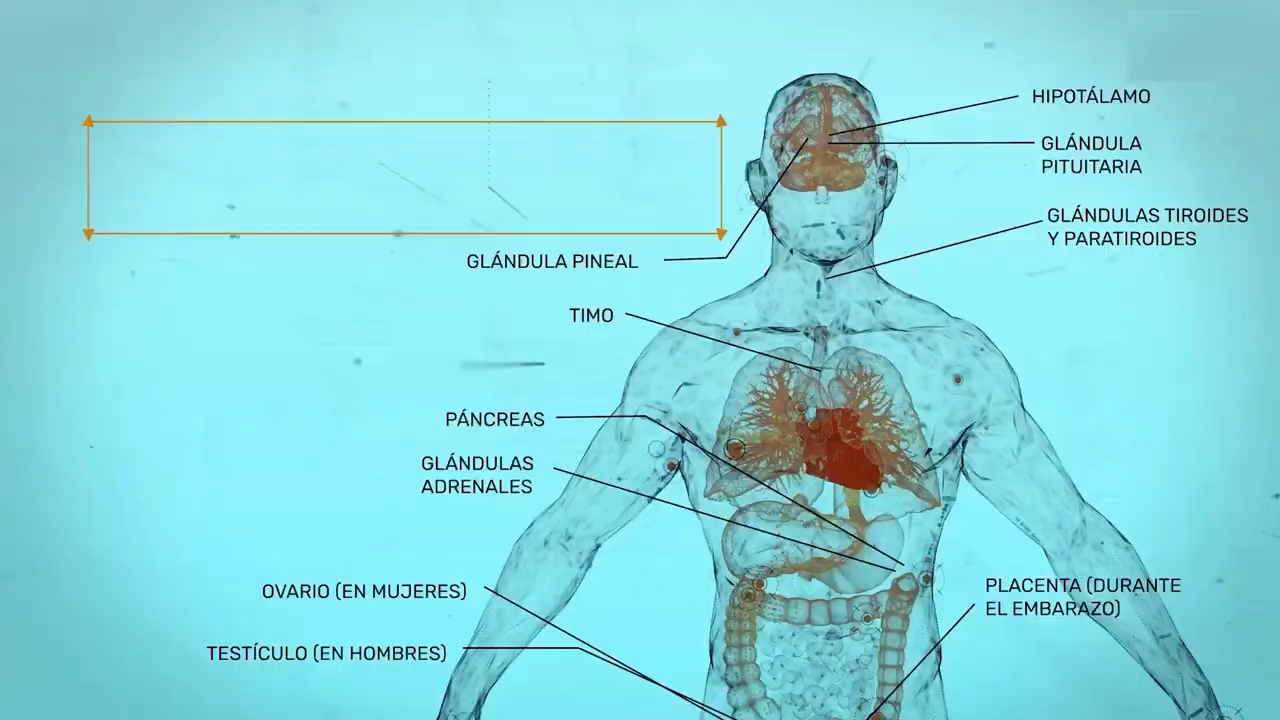 HIPOTÁLAMO
GLÁNDULA
PITUITARIA
GLÁNDULAS TIROIDES
Y PARATIROIDES
GLÁNDULA PINEAL
TIMO
PÁNCREAS
GLÁNDULAS
ADRENALES
OVARIO (EN MUJERES)
PLACENTA (DURANTE
EL EMBARAZO)
TESTÍCULO (EN HOMBRES)